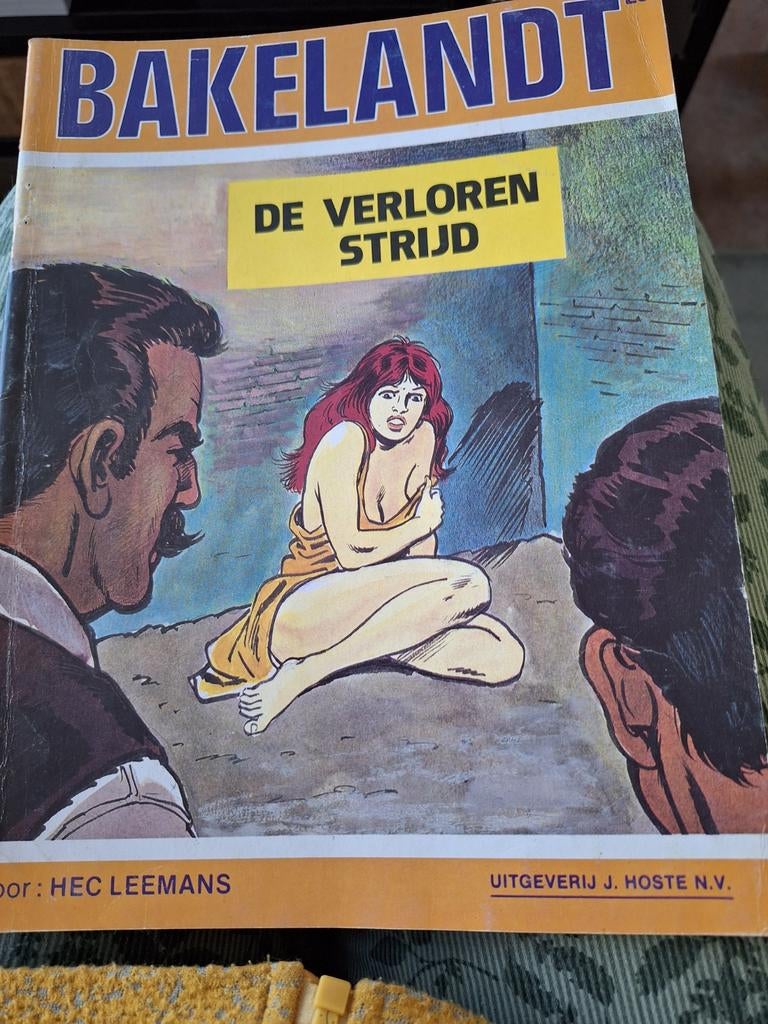 BAKELANDT
DE VERLOREN
STRIJD
oor: HEC LEEMANS
UITGEVERIJ J. HOSTE N.V.